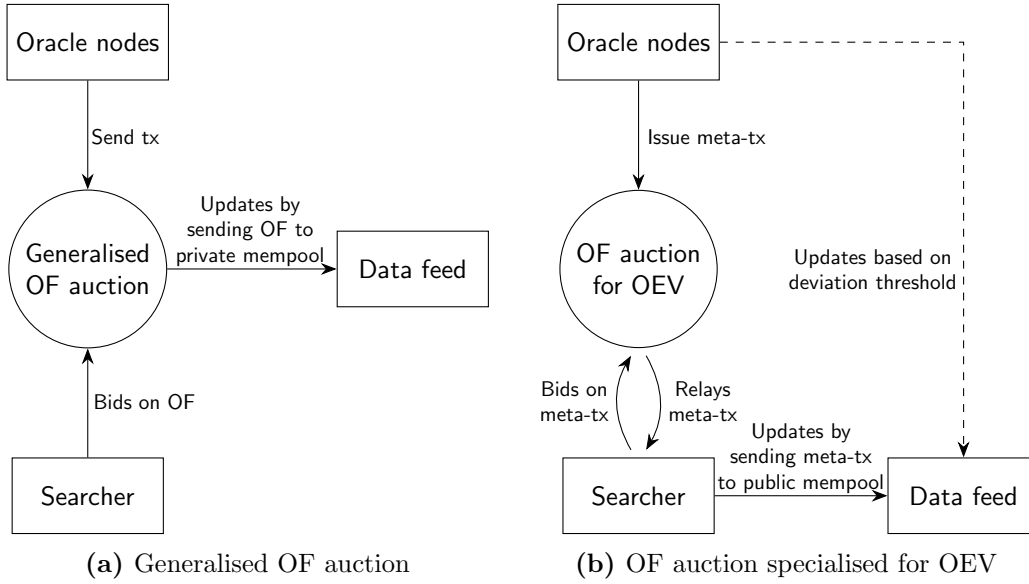 Oracle nodes
Send tx
Generalised
OF auction
Updates by
sending OF to
private mempool
Data feed
Bids on OF
Searcher
(a) Generalised OF auction
Oracle nodes
Issue meta-tx
OF auction
for OEV
Updates based on
deviation threshold
Bids on
meta-tx
Relays
meta-tx
Searcher
Updates by
sending meta-tx
to public mempool
Data feed
(b) OF auction specialised for OEV